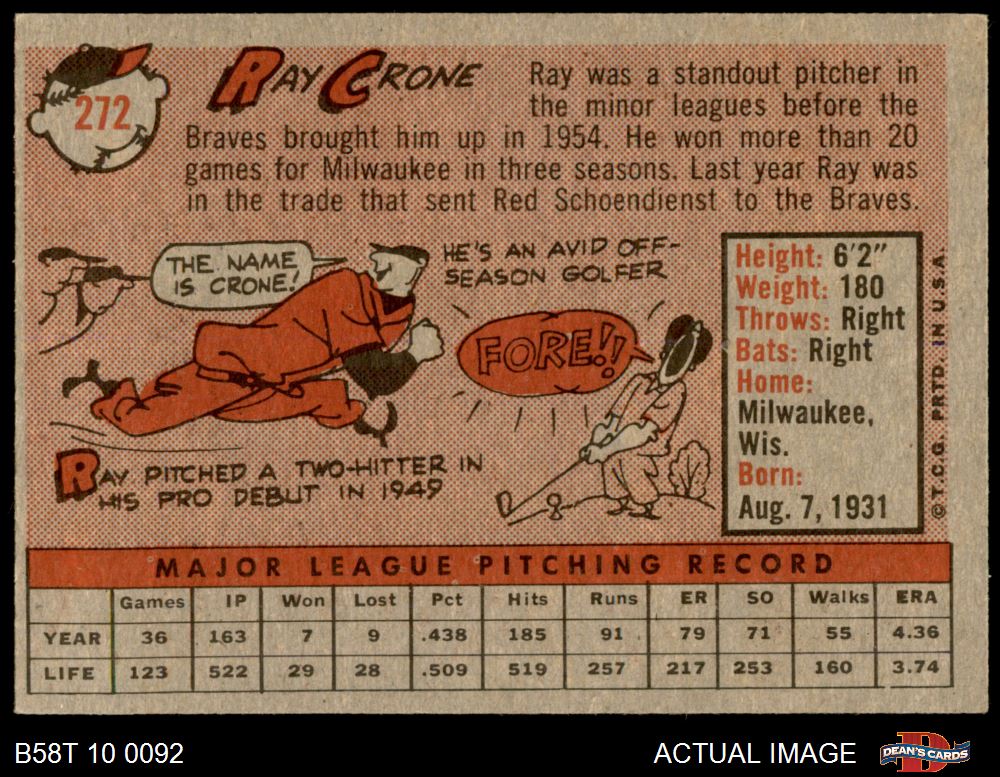 272
RAY CRONE
Ray was a standout pitcher in
the minor leagues before the
Braves brought him up in 1954. He won more than 20
games for Milwaukee in three seasons. Last year Ray was
in the trade that sent Red Schoendienst to the Braves.
THE NAME
IS CRONE!
HE'S AN AVID OFF-
SEASON GOLFER
FORE!!
RAY PITCHED A TWO-HITTER IN
HIS PRO DEBUT IN 1949
Height: 6'2"
Weight: 180
Throws: Right
Bats: Right
Home:
Milwaukee,
Wis.
Born:
Aug. 7, 1931
© T.C.G. PRTD. IN U.S.A.
MAJOR LEAGUE PITCHING RECORD
Games IP Won Lost Pct Hits Runs ER SO Walks ERA
YEAR 36 163 7 9 .438 185 91 79 71 55 4.36
LIFE 123 522 29 28 .509 519 257 217 253 160 3.74
B58T 10 0092
ACTUAL IMAGE
DEAN'S CARDS